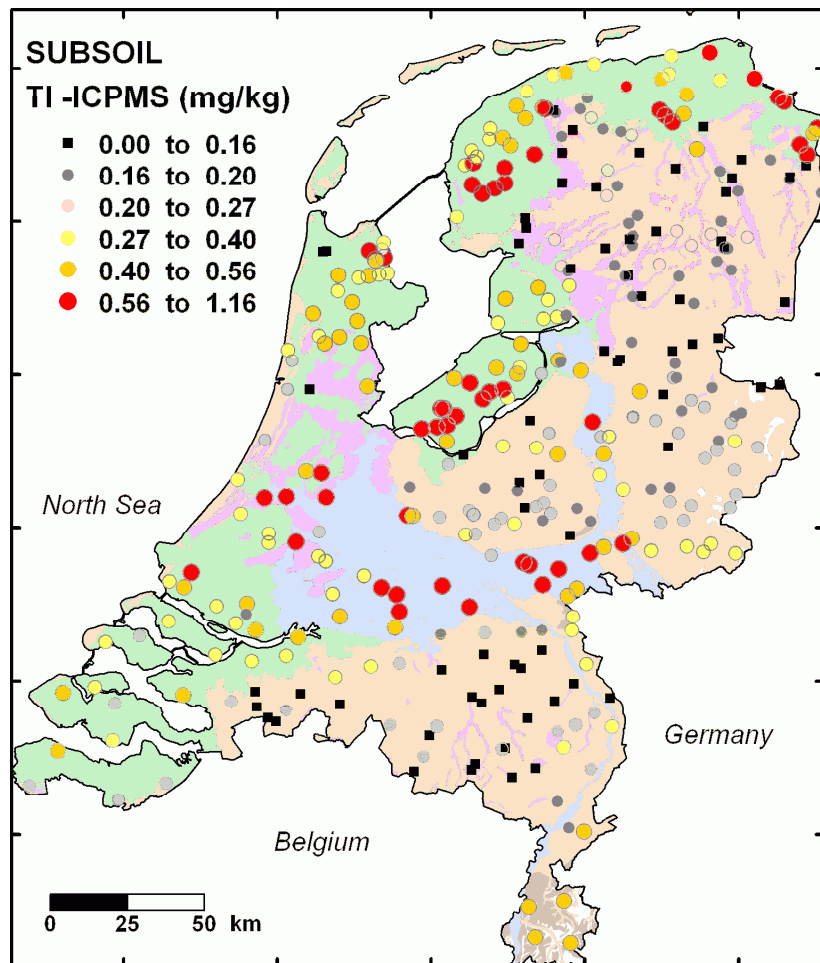 SUBSOIL
Tl -ICPMS (mg/kg)
0.00 to 0.16
0.16 to 0.20
0.20 to 0.27
0.27 to 0.40
0.40 to 0.56
0.56 to 1.16
North Sea
Germany
Belgium
0 25 50 km